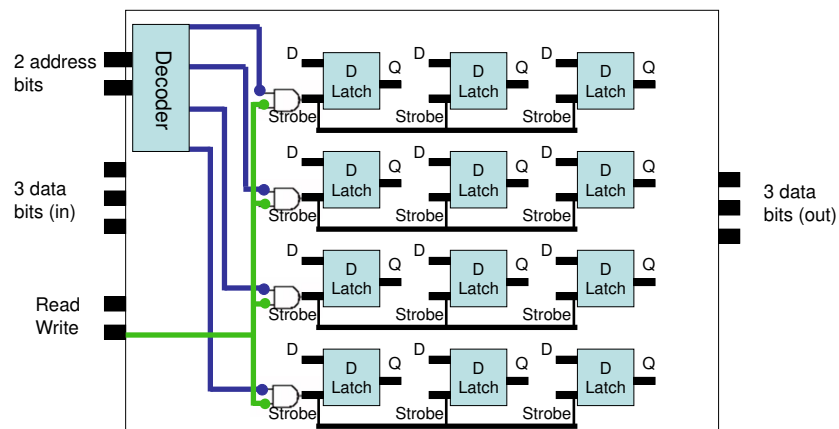 2 address
bits
Decoder
3 data
bits (in)
Read
Write
D D D
D
Latch
Q
D
Latch
Q
D
Latch
Q
Strobe Strobe Strobe
D D D
D
Latch
Q
D
Latch
Q
D
Latch
Q
Strobe Strobe Strobe
D D D
D
Latch
Q
D
Latch
Q
D
Latch
Q
Strobe Strobe Strobe
D D D
D
Latch
Q
D
Latch
Q
D
Latch
Q
Strobe Strobe Strobe
3 data
bits (out)